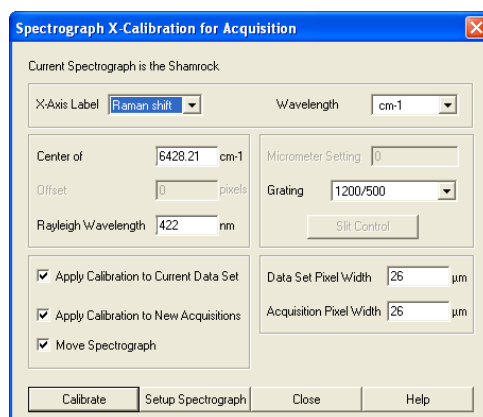 Spectrograph X-Calibration for Acquisition
Current Spectrograph is the Shamrock
X-Axis Label Raman shift Wavelength cm-1
Center of 6428.21 cm-1 Micrometer Setting 0
Offset 0 pixels Grating 1200/500
Rayleigh Wavelength 422 nm Slit Control
Apply Calibration to Current Data Set Data Set Pixel Width 26 µm
Apply Calibration to New Acquisitions Acquisition Pixel Width 26 µm
Move Spectrograph
Calibrate Setup Spectrograph Close Help